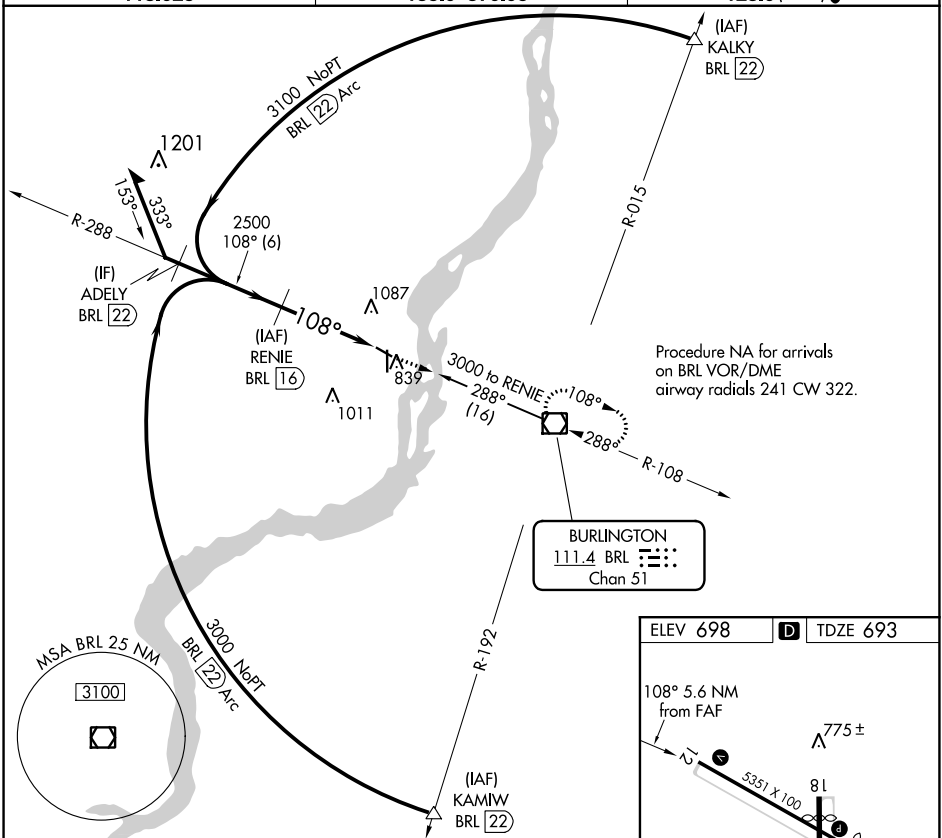 (IAF)
KALKY
BRL 22
3100 NoPT
BRL 22 Arc
1201
R-015
153°
333°
R-288
2500
108° (6)
(IF)
ADELY
BRL 22
1087
108°
(IAF)
RENIE
BRL 16
839
1011
3000 to RENIE
288°
(16)
108°
288°
R-108
Procedure NA for arrivals
on BRL VOR/DME
airway radials 241 CW 322.
BURLINGTON
111.4 BRL
Chan 51
R-192
3000 NoPT
BRL 22 Arc
MSA BRL 25 NM
3100
(IAF)
KAMIW
BRL 22
ELEV 698
D
TDZE 693
108° 5.6 NM
from FAF
775 ±
12
V
5351 X 100
18
P